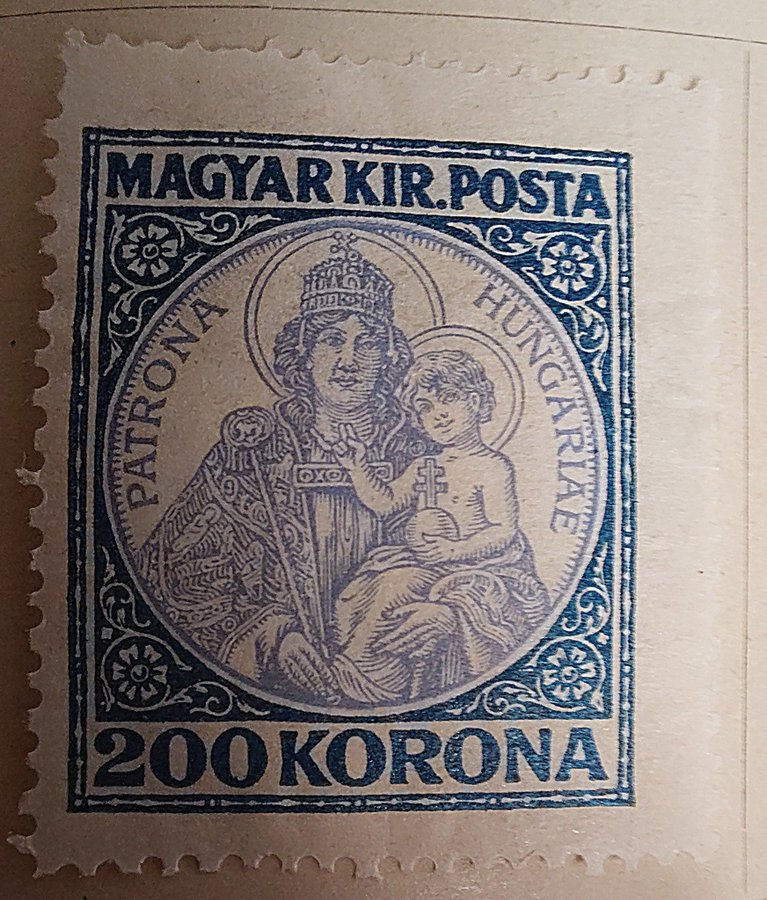 MAGYAR KIR. POSTA
PATRONA
HUNGARIAE
200 KORONA